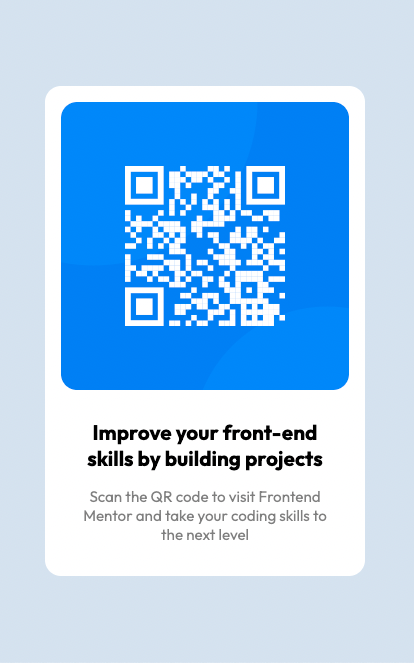 Improve your front-end
skills by building projects
Scan the QR code to visit Frontend
Mentor and take your coding skills to
the next level